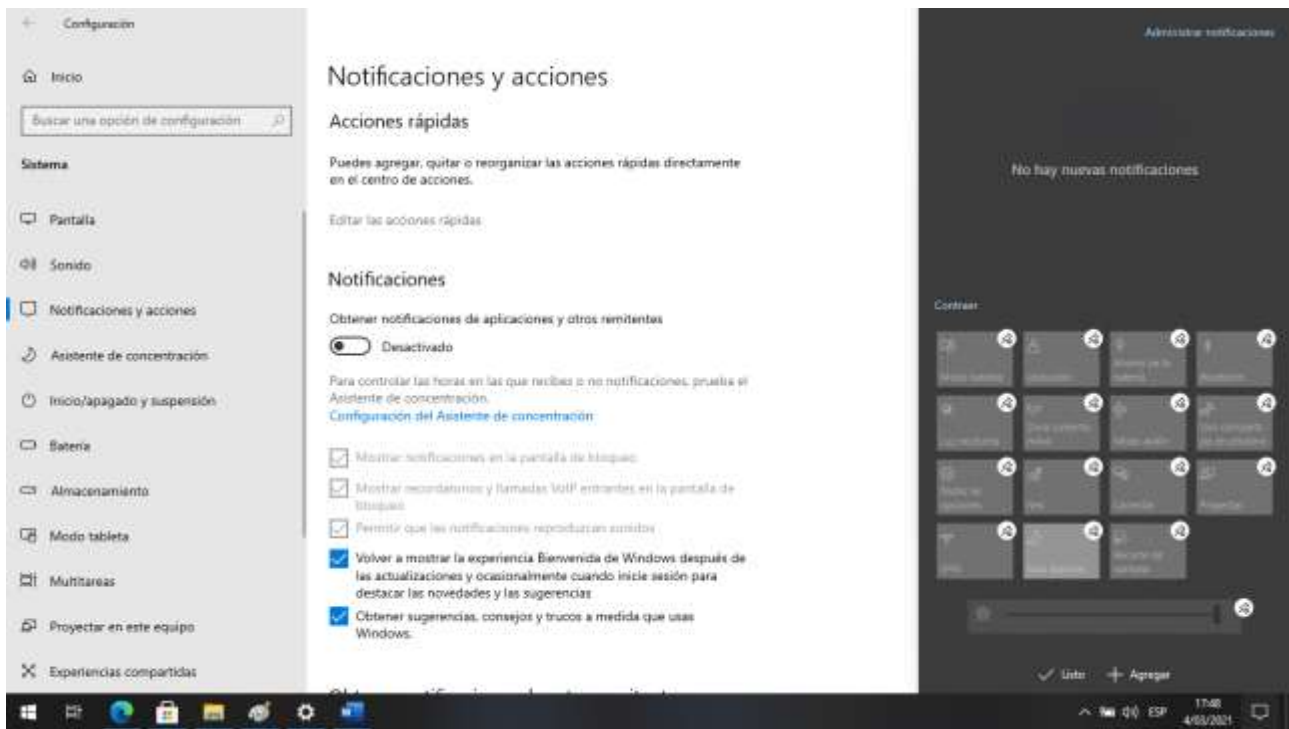 Configuración
Inicio
Buscar una opción de configuración
Sistema
Pantalla
Sonido
Notificaciones y acciones
Asistente de concentración
Inicio/apagado y suspensión
Batería
Almacenamiento
Modo tableta
Multitareas
Proyectar en este equipo
Experiencias compartidas
Notificaciones y acciones
Acciones rápidas
Puedes agregar, quitar o reorganizar las acciones rápidas directamente
en el centro de acciones.
Editar las acciones rápidas
Notificaciones
Obtener notificaciones de aplicaciones y otros remitentes
Desactivado
Para controlar las horas en las que recibes o no notificaciones, prueba el
Asistente de concentración.
Configuración del Asistente de concentración
Mostrar notificaciones en la pantalla de bloqueo
Mostrar recordatorios y llamadas VoIP entrantes en la pantalla de
bloqueo
Permitir que las notificaciones reproduzcan sonidos
Volver a mostrar la experiencia Bienvenida de Windows después de
las actualizaciones y ocasionalmente cuando inicie sesión para
destacar las novedades y las sugerencias
Obtener sugerencias, consejos y trucos a medida que usas
Windows.
Administrar notificaciones
No hay nuevas notificaciones
Contraer
Listo
Agregar
ESP
17:48
4/03/2021